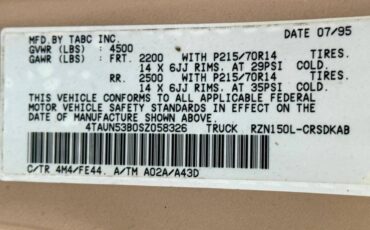 MFD. BY TABC INC. DATE 07/95
GVWR (LBS) : 4500
GAWR (LBS) : FRT. 2200 WITH P215/70R14 TIRES.
14 X 6JJ RIMS. AT 29PSI COLD.
RR. 2500 WITH P215/70R14 TIRES.
14 X 6JJ RIMS. AT 35PSI COLD.
THIS VEHICLE CONFORMS TO ALL APPLICABLE FEDERAL
MOTOR VEHICLE SAFETY STANDARDS IN EFFECT ON THE
DATE OF MANUFACTURE SHOWN ABOVE.
4TAUN53B0SZ058326 TRUCK RZN150L-CRSDKAB
C/TR 4M4/FE44. A/TM A02A/A43D